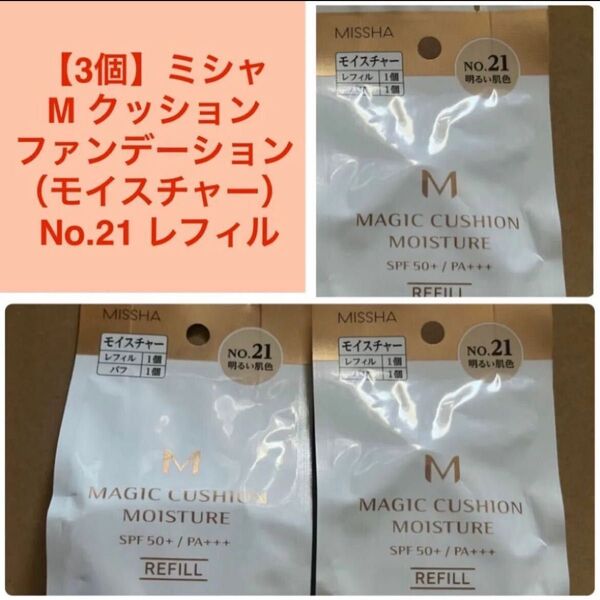 【3個】ミシャ
M クッション
ファンデーション
（モイスチャー）
No.21 レフィル
MISSHA
モイスチャー
レフィル 1個
パフ 1個
NO.21
明るい肌色
M
MAGIC CUSHION
MOISTURE
SPF 50+ / PA+++
REFILL
MISSHA
モイスチャー
レフィル 1個
パフ 1個
NO.21
明るい肌色
M
MAGIC CUSHION
MOISTURE
SPF 50+ / PA+++
REFILL
MISSHA
モイスチャー
レフィル 1個
パフ 1個
NO.21
明るい肌色
M
MAGIC CUSHION
MOISTURE
SPF 50+ / PA+++
REFILL